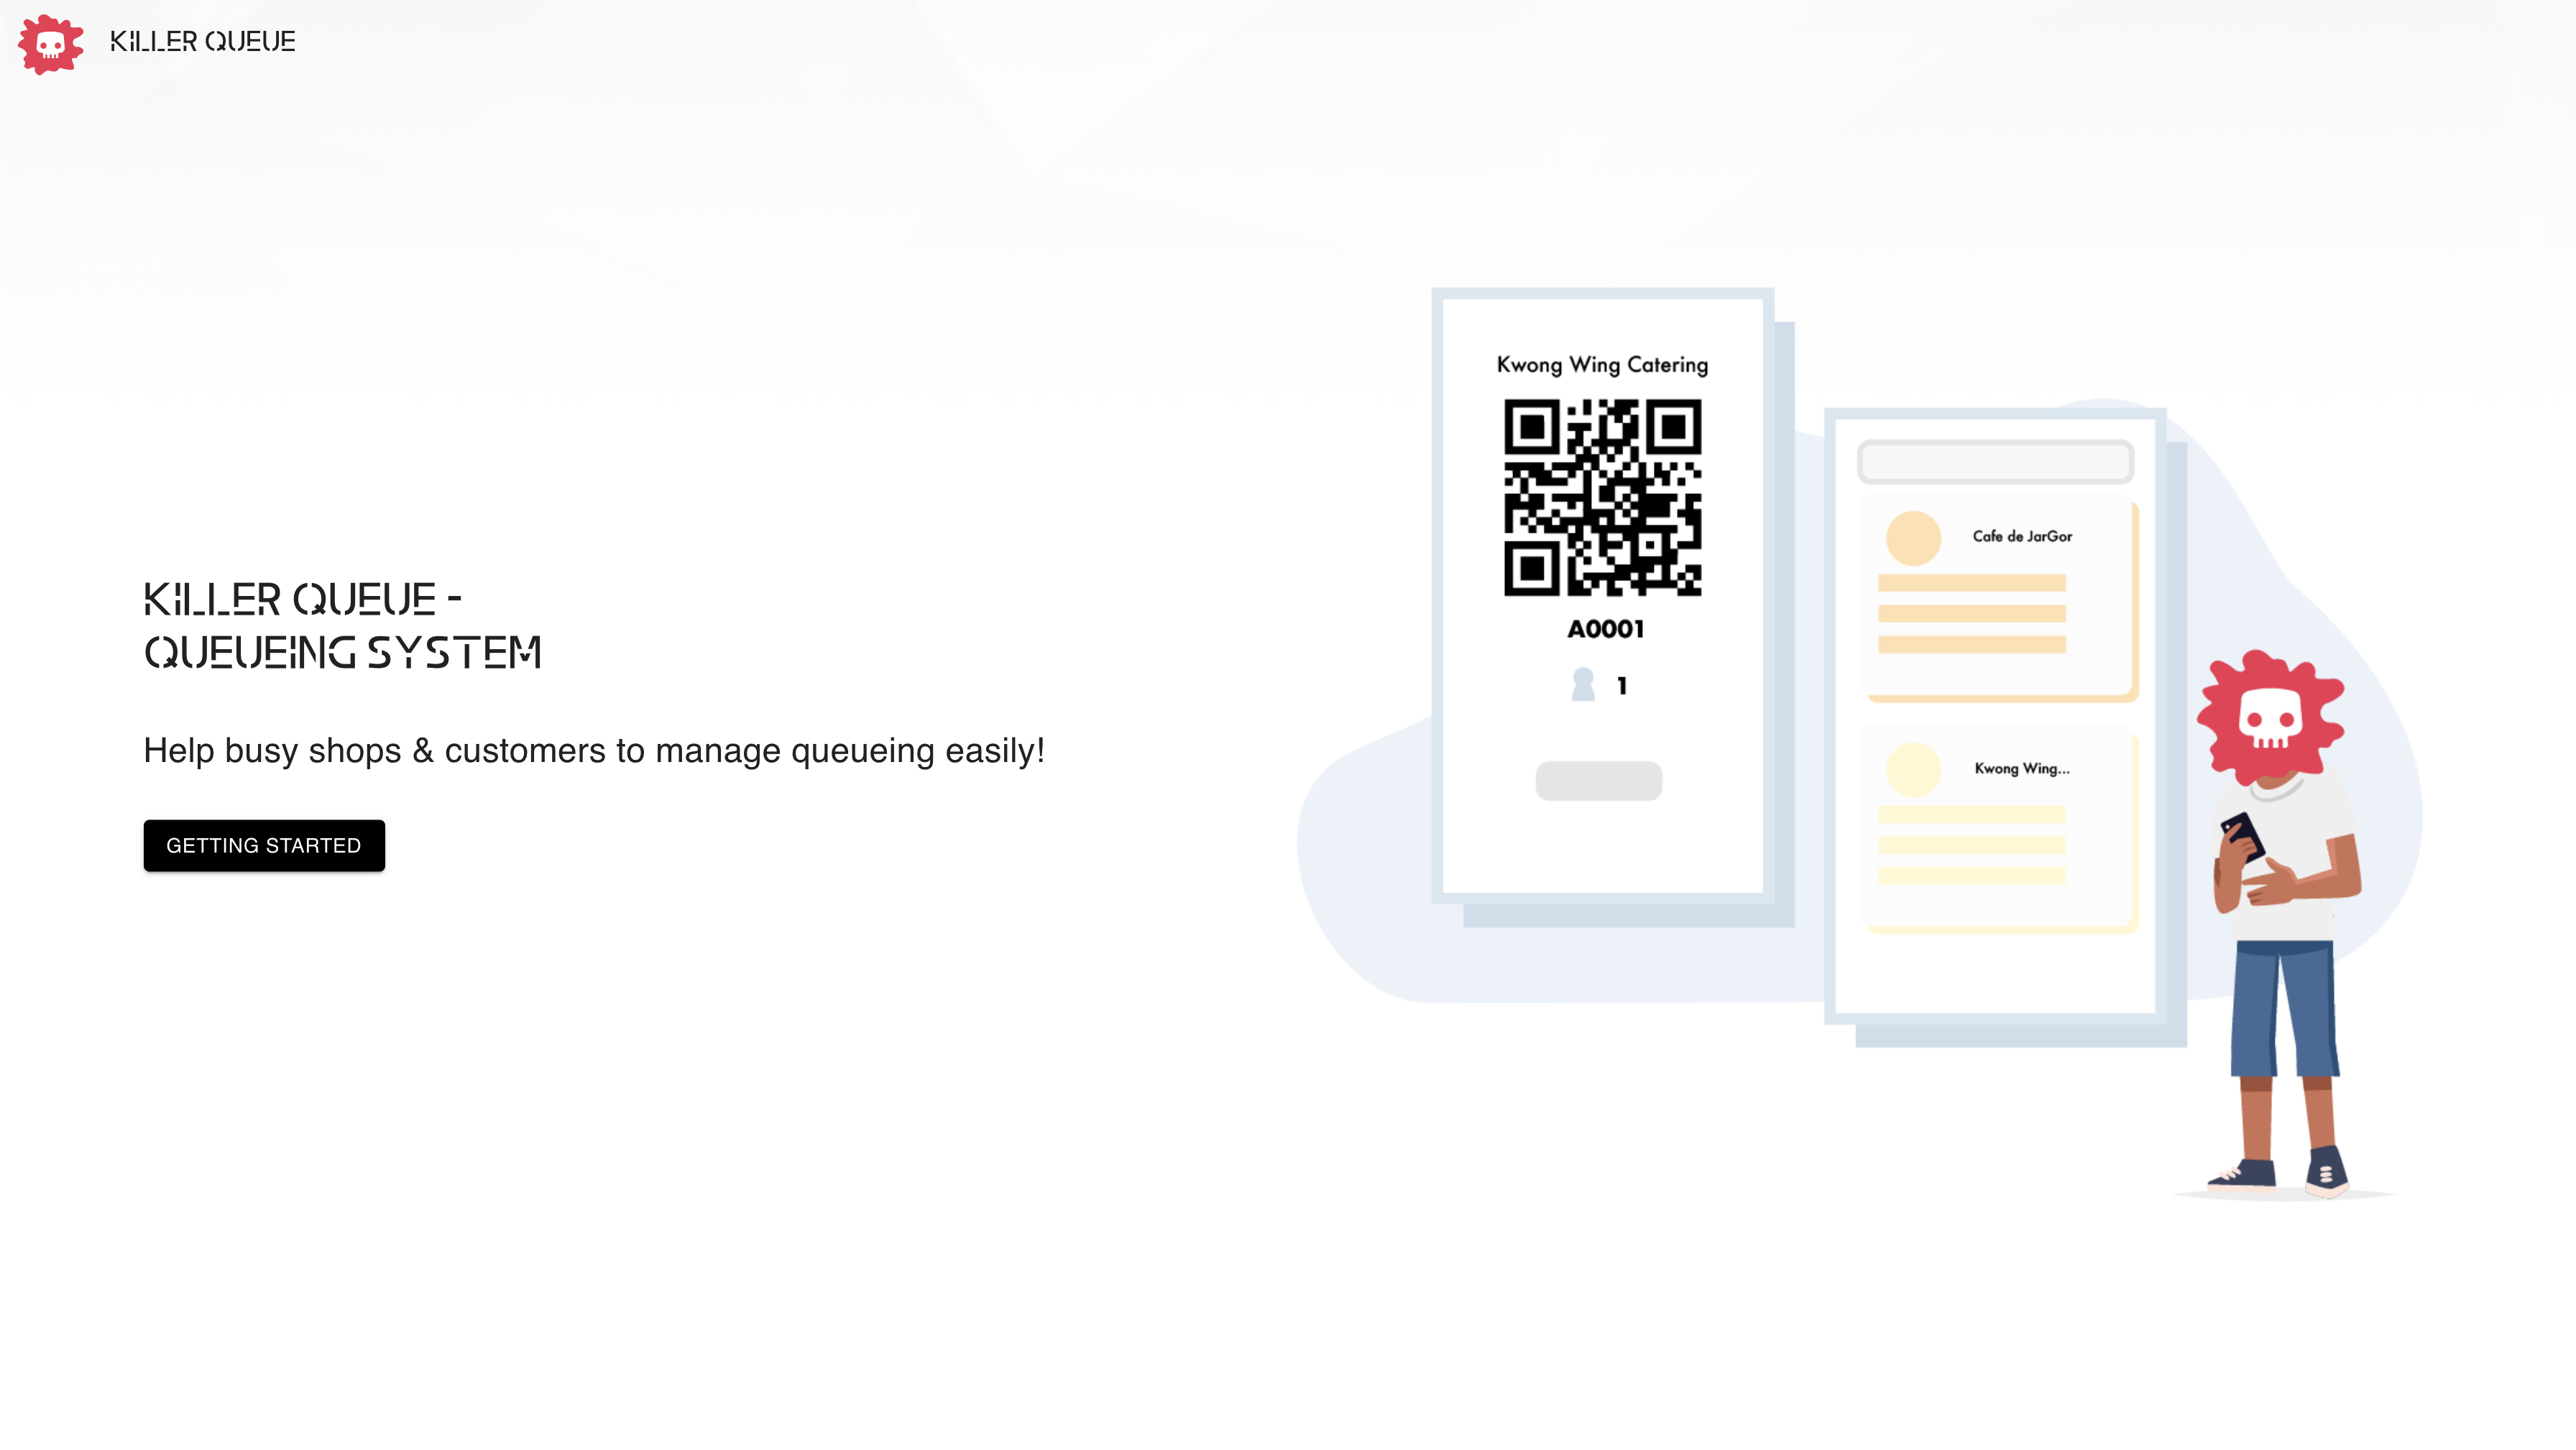 KILLER QUEUE
KILLER QUEUE -
QUEUEING SYSTEM
Help busy shops & customers to manage queueing easily!
GETTING STARTED
Kwong Wing Catering
A0001
1
Cafe de JarGor
Kwong Wing...